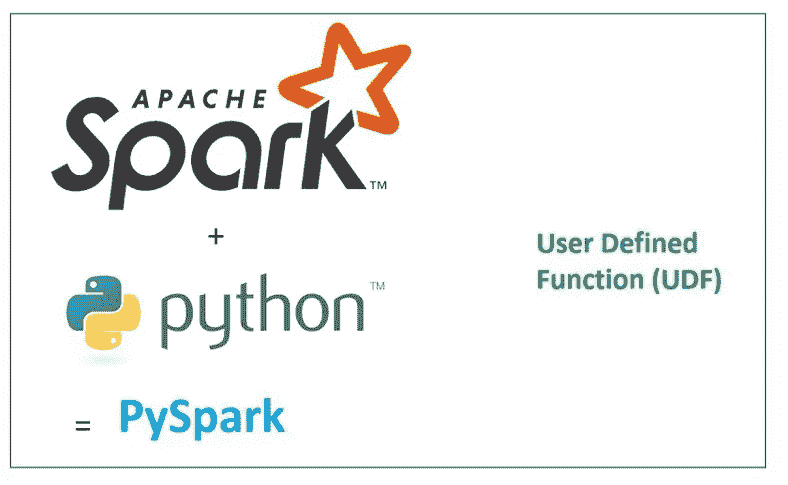 APACHE
Spark™
+
python™
= PySpark
User Defined
Function (UDF)